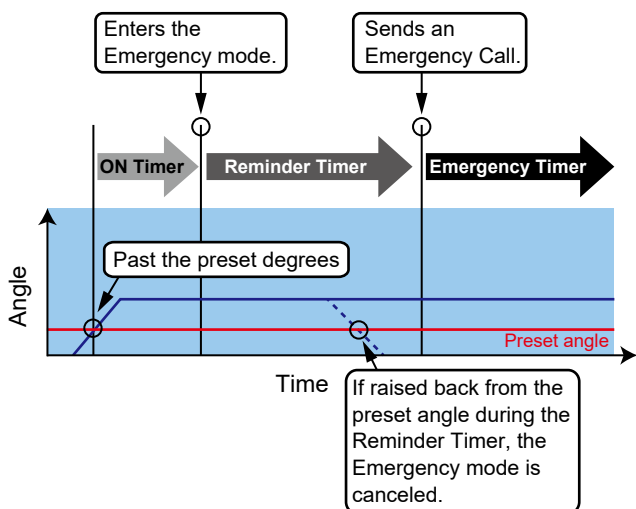 Enters the
Emergency mode.
Sends an
Emergency Call.
ON Timer
Reminder Timer
Emergency Timer
Past the preset degrees
Angle
Preset angle
Time
If raised back from the
preset angle during the
Reminder Timer, the
Emergency mode is
canceled.